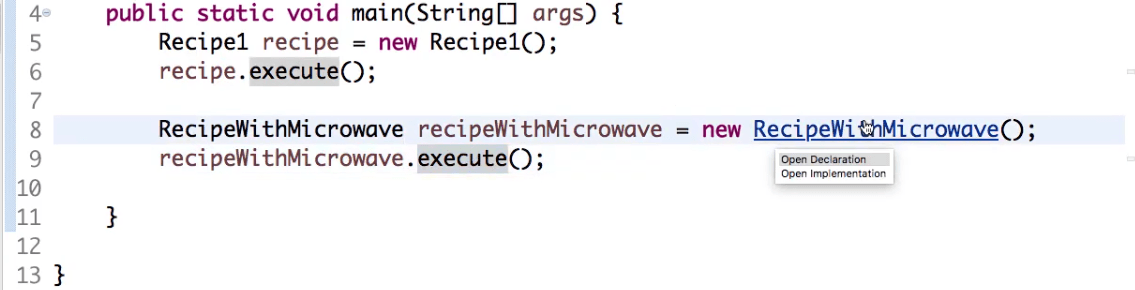 4 public static void main(String[] args) {
5 Recipe1 recipe = new Recipe1();
6 recipe.execute();
7
8 RecipeWithMicrowave recipeWithMicrowave = new RecipeWithMicrowave();
9 recipeWithMicrowave.execute();
Open Declaration
Open Implementation
10
11 }
12
13 }